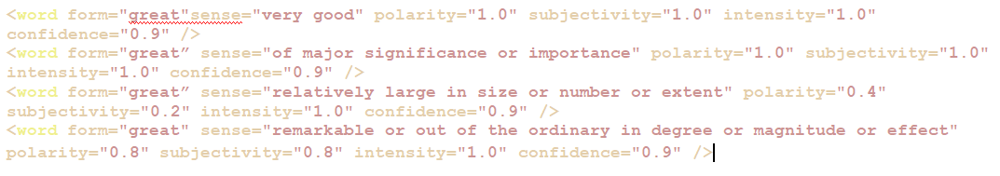 <word form="great"sense="very good" polarity="1.0" subjectivity="1.0" intensity="1.0"
confidence="0.9" />
<word form="great” sense="of major significance or importance" polarity="1.0" subjectivity="1.0"
intensity="1.0" confidence="0.9" />
<word form="great” sense="relatively large in size or number or extent" polarity="0.4"
subjectivity="0.2" intensity="1.0" confidence="0.9" />
<word form="great" sense="remarkable or out of the ordinary in degree or magnitude or effect"
polarity="0.8" subjectivity="0.8" intensity="1.0" confidence="0.9" />